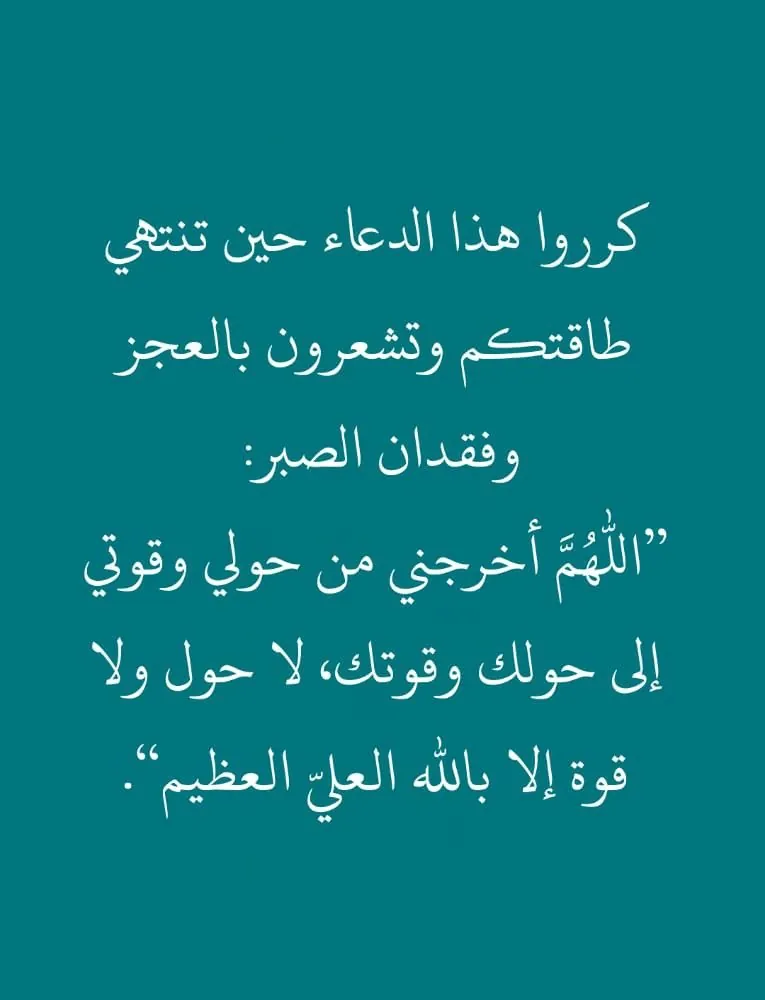 كرروا هذا الدعاء حين تنتهي
طاقتكم وتشعرون بالعجز
وفقدان الصبر:
”اللهُمَّ أخرجني من حولي وقوتي
إلى حولك وقوتك، لا حول ولا
قوة إلا بالله العليّ العظيم“.